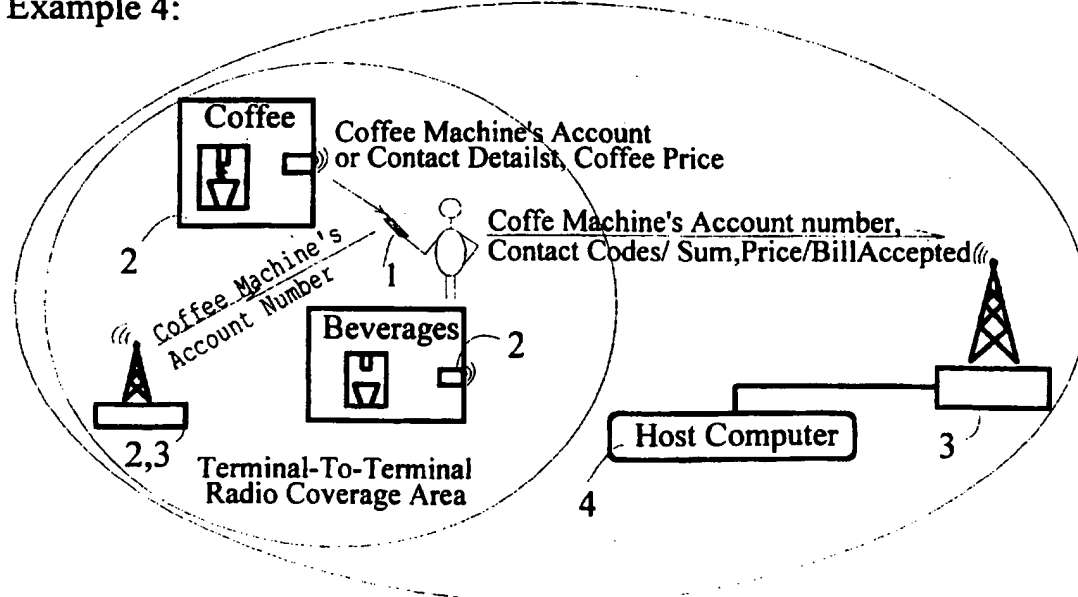 Example 4:
Coffee
Coffee Machine's Account
or Contact Detailst, Coffee Price
2
1
Coffe Machine's Account number,
Contact Codes/ Sum,Price/BillAccepted
Coffee Machine's
Account Number
Beverages
2
2,3
Terminal-To-Terminal
Radio Coverage Area
Host Computer
4
3